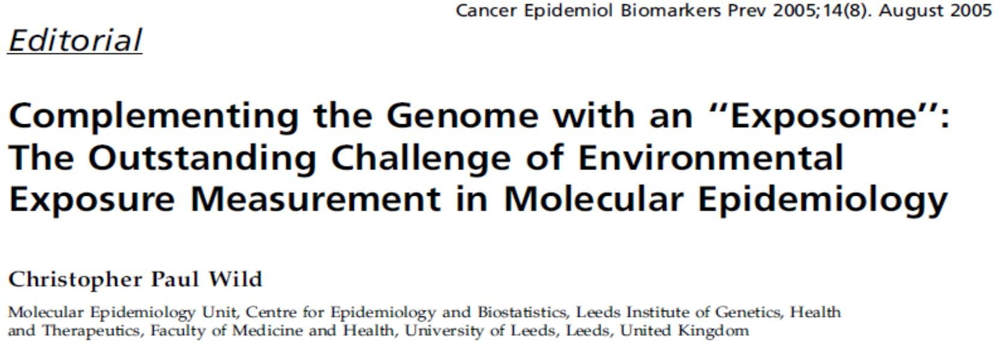 Cancer Epidemiol Biomarkers Prev 2005;14(8). August 2005
Editorial
Complementing the Genome with an ‘‘Exposome’’:
The Outstanding Challenge of Environmental
Exposure Measurement in Molecular Epidemiology
Christopher Paul Wild
Molecular Epidemiology Unit, Centre for Epidemiology and Biostatistics, Leeds Institute of Genetics, Health
and Therapeutics, Faculty of Medicine and Health, University of Leeds, Leeds, United Kingdom